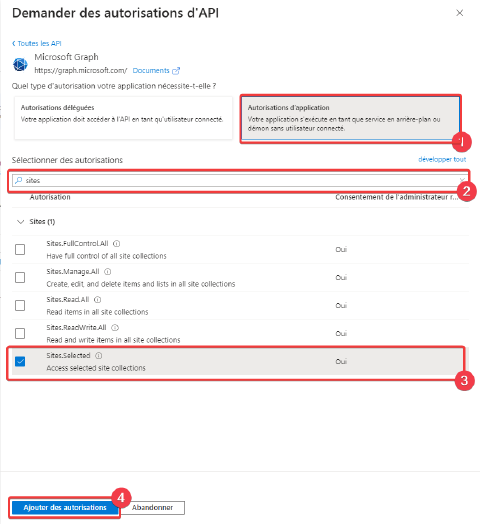 Demander des autorisations d'API
Toutes les API
Microsoft Graph
https://graph.microsoft.com/ Documents
Quel type d'autorisation votre application nécessite-t-elle ?
Autorisations déléguées
Votre application doit accéder à l'API en tant qu'utilisateur connecté.
Autorisations d'application
Votre application s'exécute en tant que service en arrière-plan ou
démon sans utilisateur connecté.
1
Sélectionner des autorisations
développer tout
sites
2
Autorisation
Consentement de l'administrateur r...
Sites (1)
Sites.FullControl.All
Have full control of all site collections
Oui
Sites.Manage.All
Create, edit, and delete items and lists in all site collections
Oui
Sites.Read.All
Read items in all site collections
Oui
Sites.ReadWrite.All
Read and write items in all site collections
Oui
Sites.Selected
Access selected site collections
Oui
3
4
Ajouter des autorisations
Abandonner